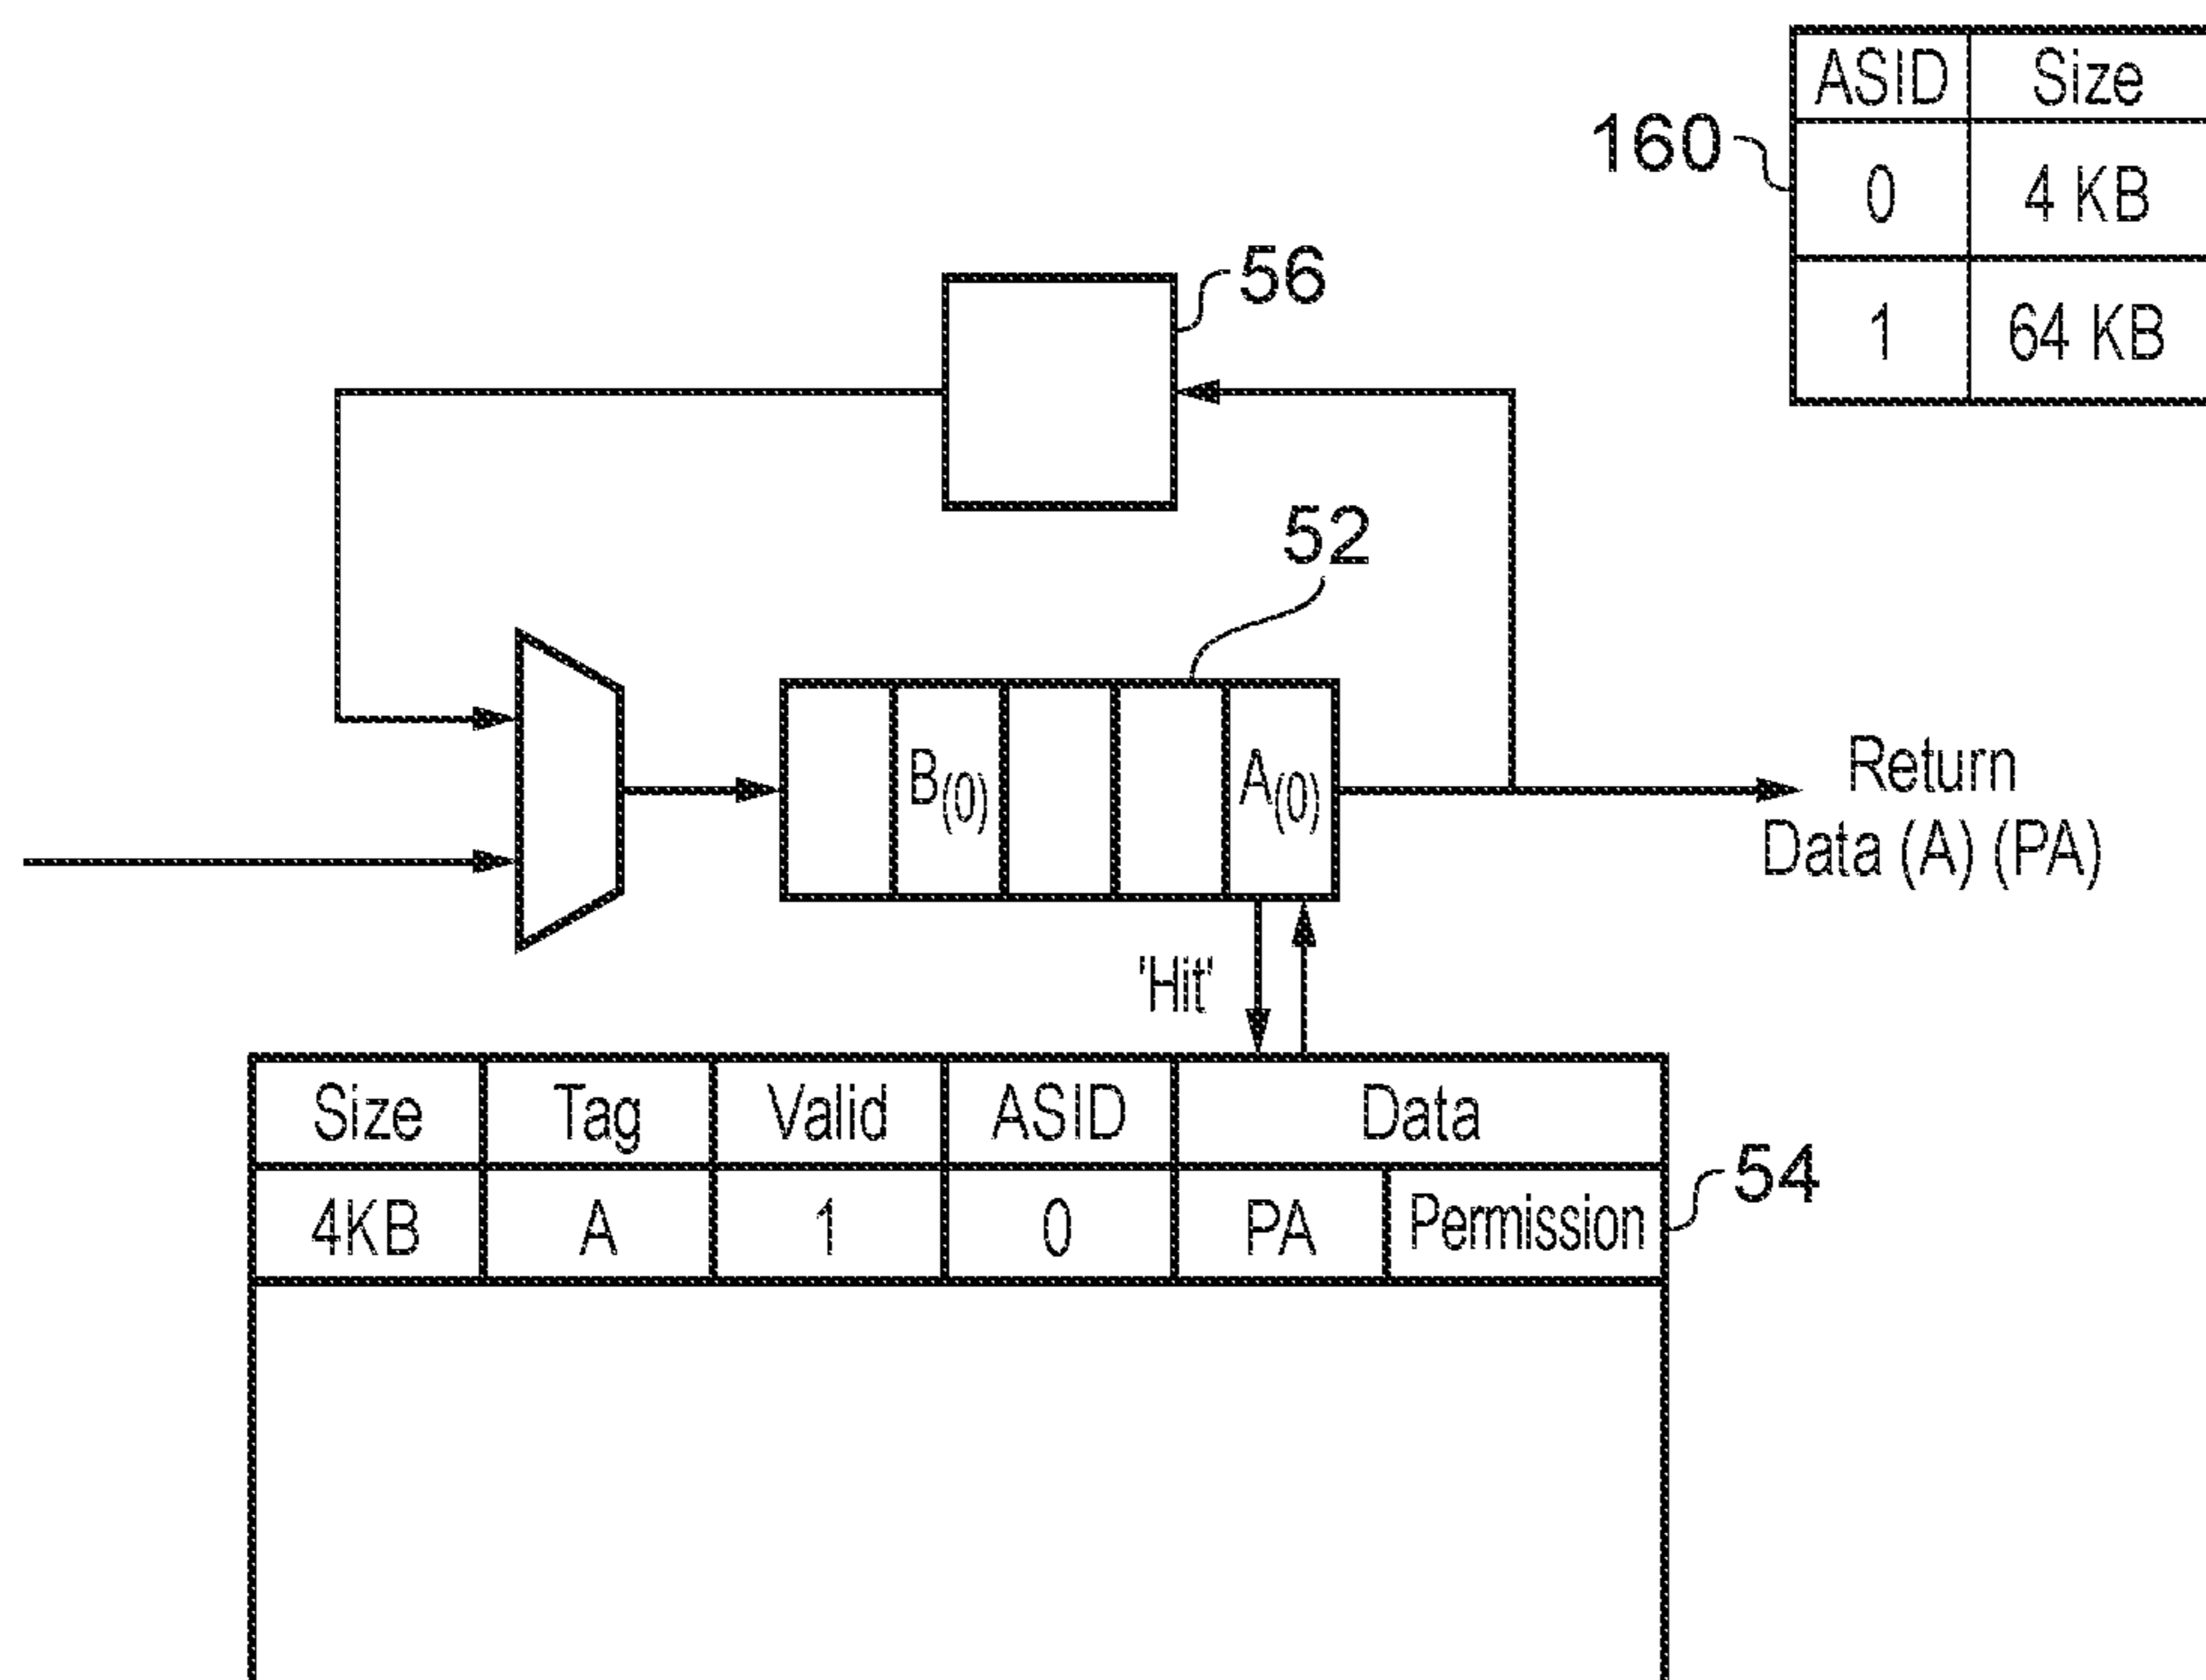 ASID Size
160
0 4 KB
1 64 KB
56
52
B(0) A(0)
Return
Data (A) (PA)
'Hit'
Size Tag Valid ASID Data
54
4KB A 1 0 PA Permission